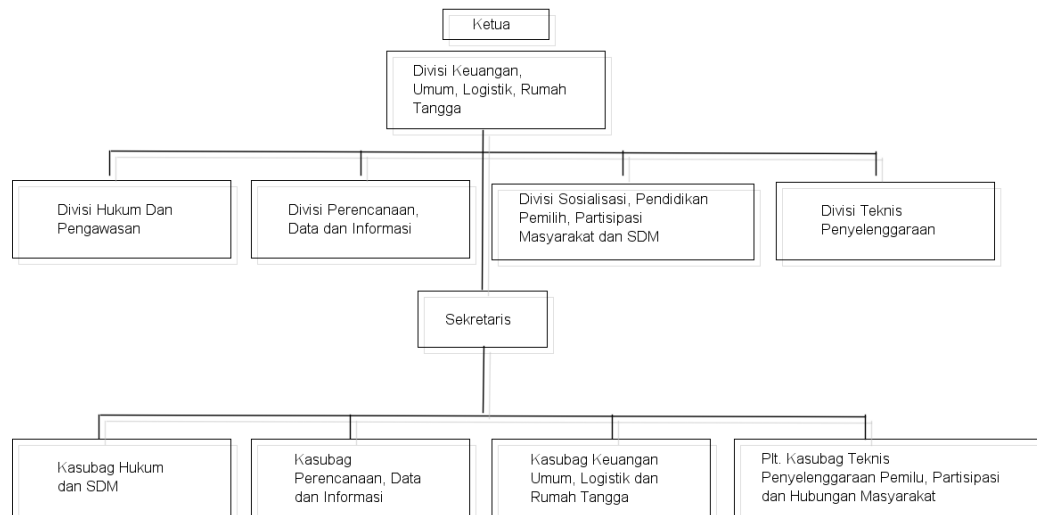 Ketua
Divisi Keuangan,
Umum, Logistik, Rumah
Tangga
Divisi Hukum Dan
Pengawasan
Divisi Perencanaan,
Data dan Informasi
Divisi Sosialisasi, Pendidikan
Pemilih, Partisipasi
Masyarakat dan SDM
Divisi Teknis
Penyelenggaraan
Sekretaris
Kasubag Hukum
dan SDM
Kasubag
Perencanaan, Data
dan Informasi
Kasubag Keuangan
Umum, Logistik dan
Rumah Tangga
Plt. Kasubag Teknis
Penyelenggaraan Pemilu, Partisipasi
dan Hubungan Masyarakat